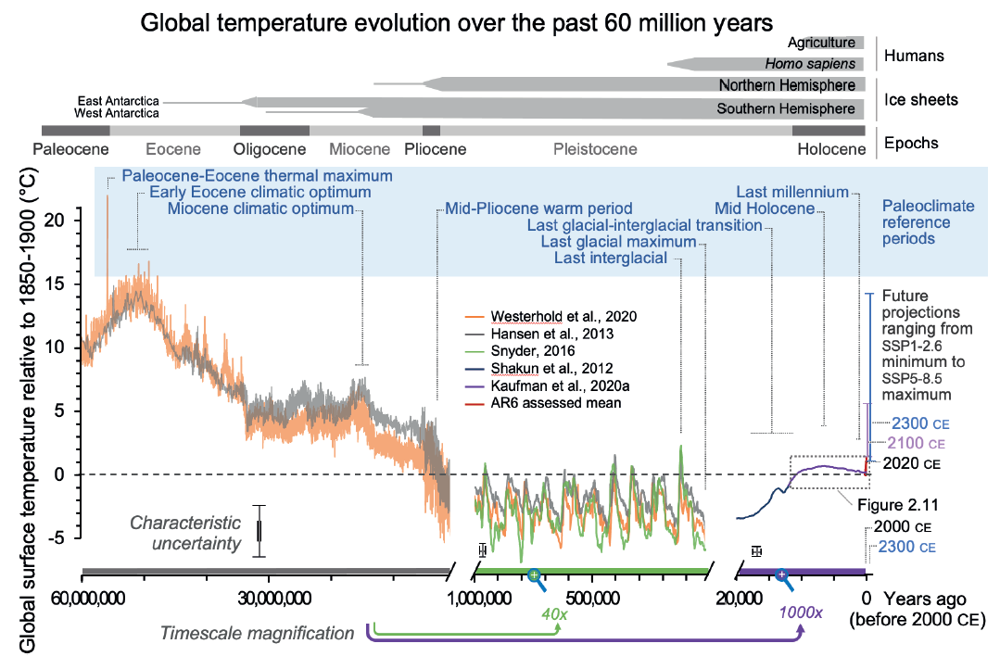 Global temperature evolution over the past 60 million years
Agriculture
Homo sapiens
Humans
Northern Hemisphere
East Antarctica
West Antarctica
Southern Hemisphere
Ice sheets
Paleocene
Eocene
Oligocene
Miocene
Pliocene
Pleistocene
Holocene
Epochs
Global surface temperature relative to 1850-1900 (°C)
Paleocene-Eocene thermal maximum
Early Eocene climatic optimum
Miocene climatic optimum
Mid-Pliocene warm period
Last glacial-interglacial transition
Last glacial maximum
Last interglacial
Last millennium
Mid Holocene
Paleoclimate
reference
periods
20
15
10
5
0
-5
Westerhold et al., 2020
Hansen et al., 2013
Snyder, 2016
Shakun et al., 2012
Kaufman et al., 2020a
AR6 assessed mean
Future
projections
ranging from
SSP1-2.6
minimum to
SSP5-8.5
maximum
2300 CE
2100 CE
2020 CE
Figure 2.11
2000 CE
2300 CE
Characteristic
uncertainty
60,000,000
30,000,000
1,000,000
500,000
20,000
0
Years ago
(before 2000 CE)
Timescale magnification
40x
1000x